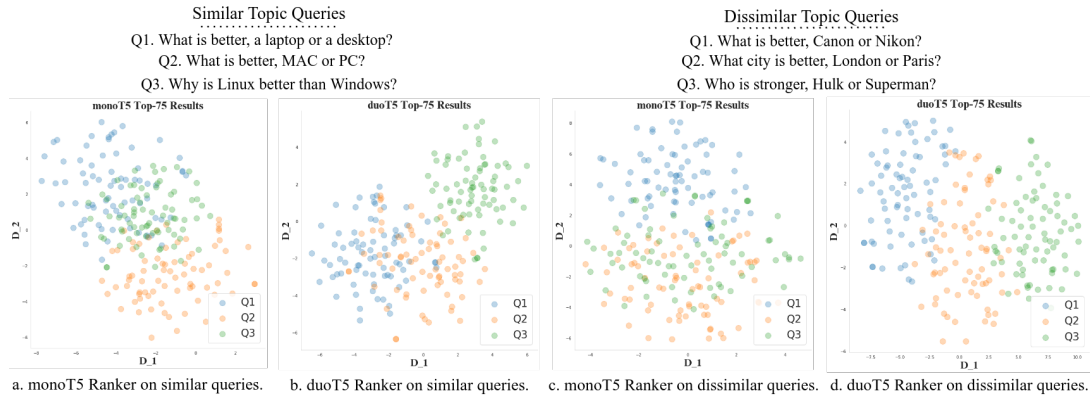 Similar Topic Queries
Q1. What is better, a laptop or a desktop?
Q2. What is better, MAC or PC?
Q3. Why is Linux better than Windows?
Dissimilar Topic Queries
Q1. What is better, Canon or Nikon?
Q2. What city is better, London or Paris?
Q3. Who is stronger, Hulk or Superman?
monoT5 Top-75 Results
D_2
D_1
Q1
Q2
Q3
a. monoT5 Ranker on similar queries.
duoT5 Top-75 Results
D_2
D_1
Q1
Q2
Q3
b. duoT5 Ranker on similar queries.
monoT5 Top-75 Results
D_2
D_1
Q1
Q2
Q3
c. monoT5 Ranker on dissimilar queries.
duoT5 Top-75 Results
D_2
D_1
Q1
Q2
Q3
d. duoT5 Ranker on dissimilar queries.